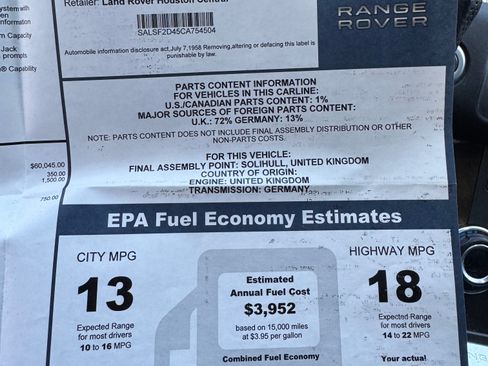 System with
em
rtem
Jack
prompts
® Capability
$60,045.00
350.00
1,500.00
750.00
Retailer: Land Rover Houston Central
SALSF2D45CA754504
Automobile information disclosure act,July 7,1958 Removing,altering or defacing this label is
punishable by law.
RANGE
ROVER
PARTS CONTENT INFORMATION
FOR VEHICLES IN THIS CARLINE:
U.S./CANADIAN PARTS CONTENT: 1%
MAJOR SOURCES OF FOREIGN PARTS CONTENT:
U.K.: 72% GERMANY: 13%
NOTE: PARTS CONTENT DOES NOT INCLUDE FINAL ASSEMBLY DISTRIBUTION OR OTHER
NON-PARTS COSTS.
FOR THIS VEHICLE:
FINAL ASSEMBLY POINT: SOLIHULL, UNITED KINGDOM
COUNTRY OF ORIGIN:
ENGINE: UNITED KINGDOM
TRANSMISSION: GERMANY
EPA Fuel Economy Estimates
CITY MPG
13
Expected Range
for most drivers
10 to 16 MPG
Estimated
Annual Fuel Cost
$3,952
based on 15,000 miles
at $3.95 per gallon
Combined Fuel Economy
HIGHWAY MPG
18
Expected Range
for most drivers
14 to 22 MPG
Your actual